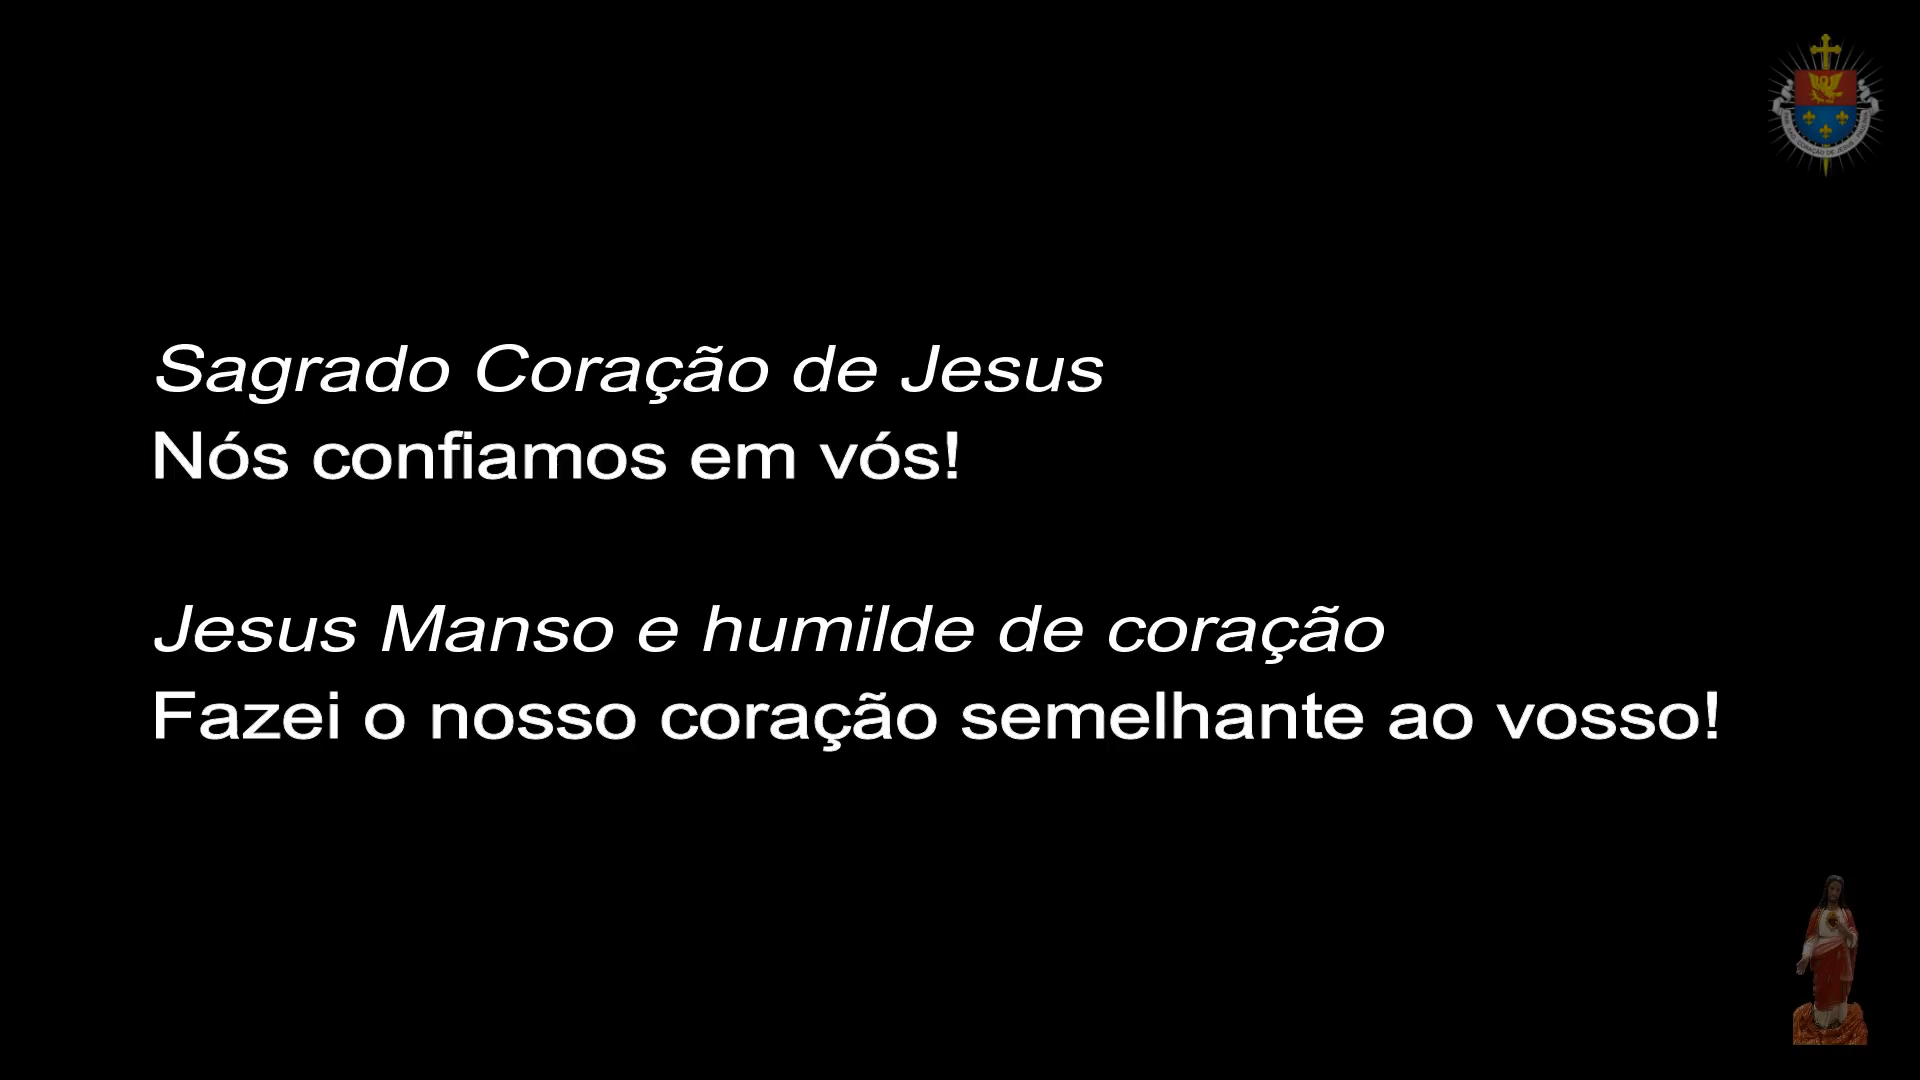 Sagrado Coração de Jesus
Nós confiamos em vós!
Jesus Manso e humilde de coração
Fazei o nosso coração semelhante ao vosso!